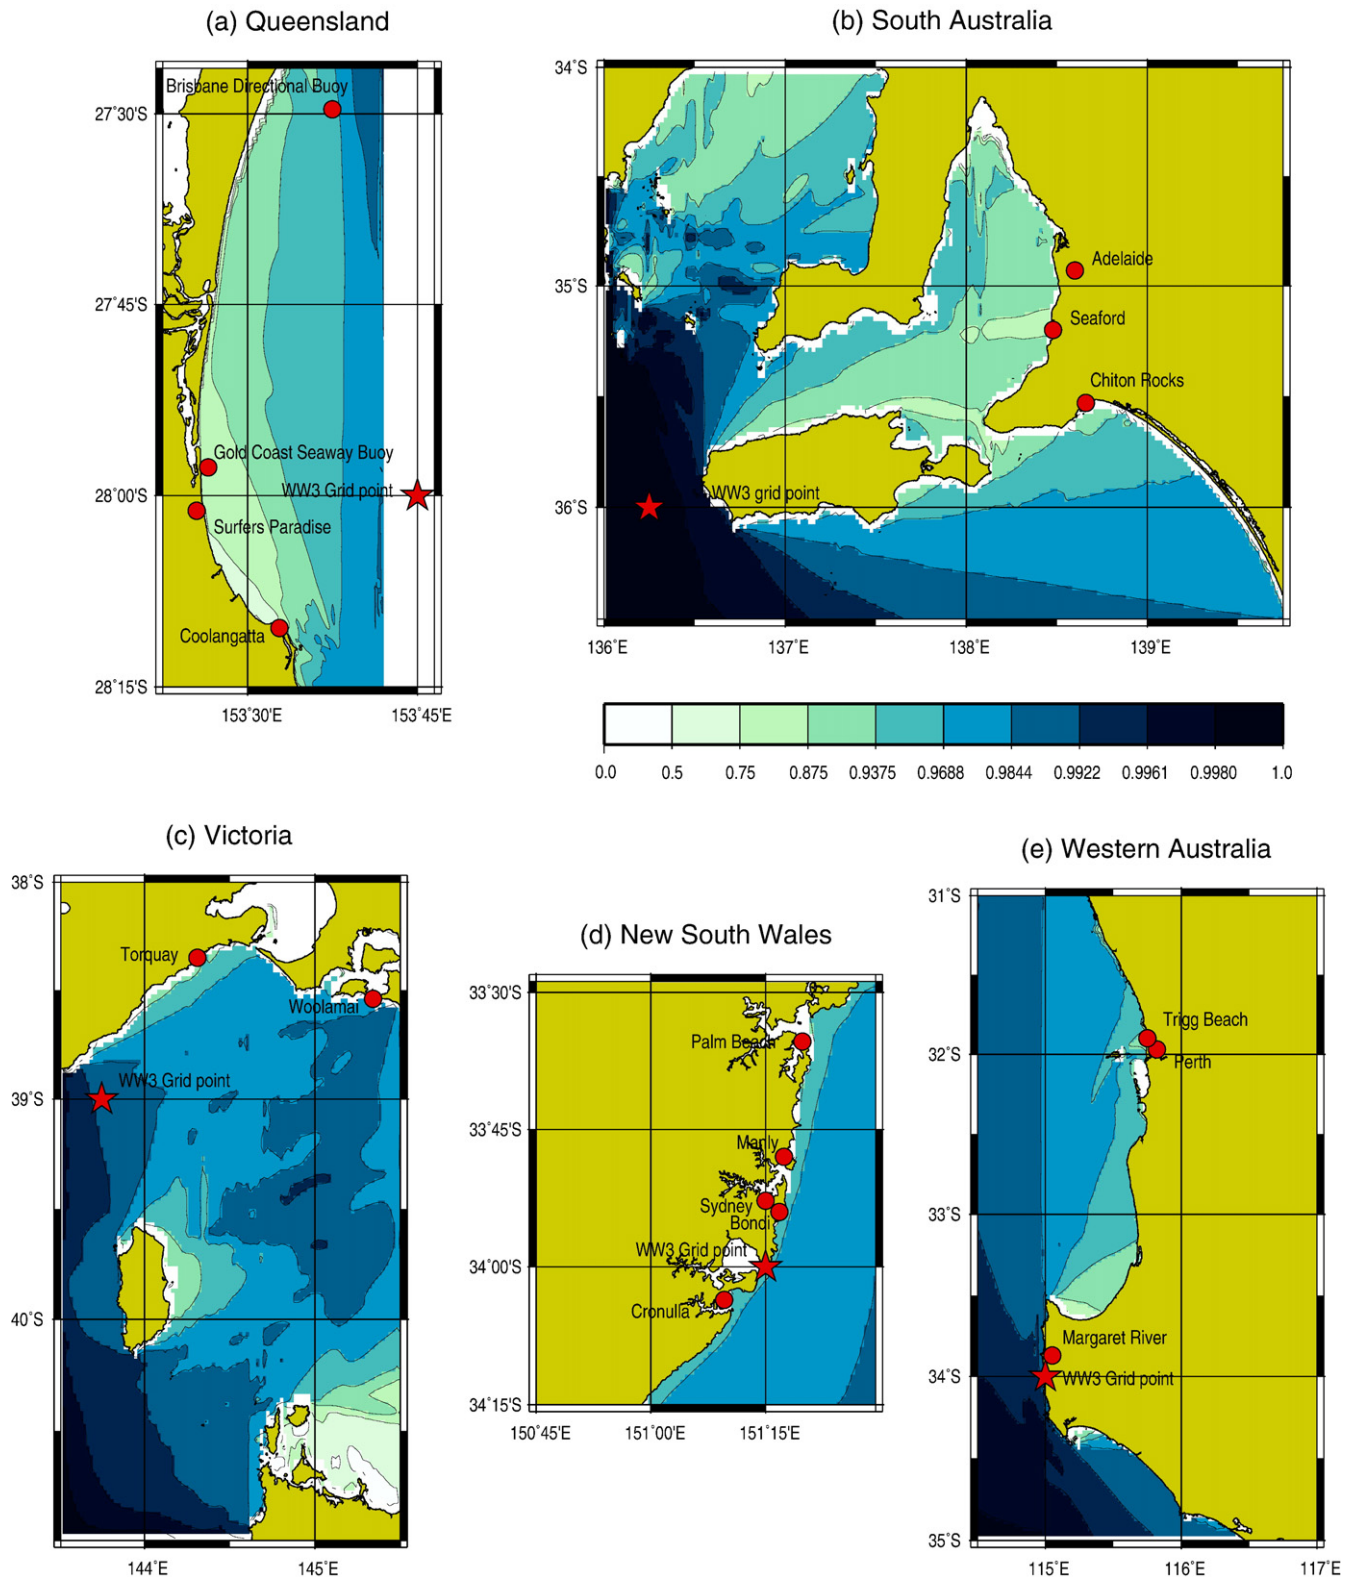 (a) Queensland
(b) South Australia
Brisbane Directional Buoy
27°30'S
27°45'S
Gold Coast Seaway Buoy
WW3 Grid point
28°00'S
Surfers Paradise
Coolangatta
28°15'S
153°30'E
153°45'E
34°S
Adelaide
35°S
Seaford
Chiton Rocks
WW3 grid point
36°S
136°E
137°E
138°E
139°E
0.0
0.5
0.75
0.875
0.9375
0.9688
0.9844
0.9922
0.9961
0.9980
1.0
(c) Victoria
38°S
Torquay
Woolamai
WW3 Grid point
39°S
40°S
144°E
145°E
(d) New South Wales
33°30'S
Palm Beach
33°45'S
Manly
Sydney
Bondi
WW3 Grid point
34°00'S
Cronulla
34°15'S
150°45'E
151°00'E
151°15'E
(e) Western Australia
31°S
Trigg Beach
32°S
Perth
33°S
Margaret River
34°S
WW3 Grid point
35°S
115°E
116°E
117°E